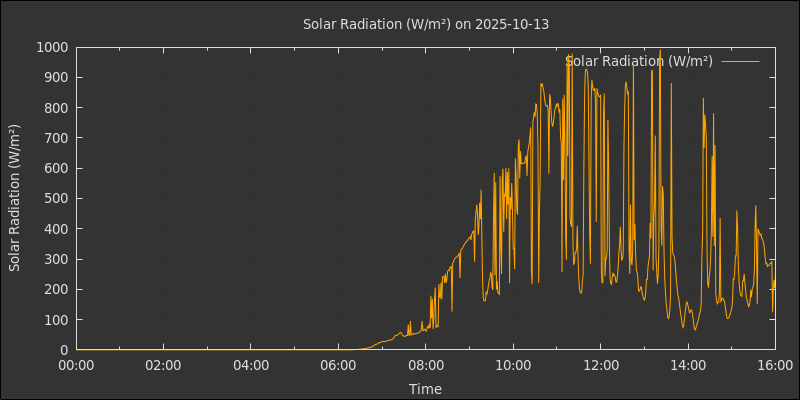 Solar Radiation (W/m²) on 2025-10-13
Solar Radiation (W/m²)
Solar Radiation (W/m²)
1000
900
800
700
600
500
400
300
200
100
0
00:00 02:00 04:00 06:00 08:00 10:00 12:00 14:00 16:00
Time